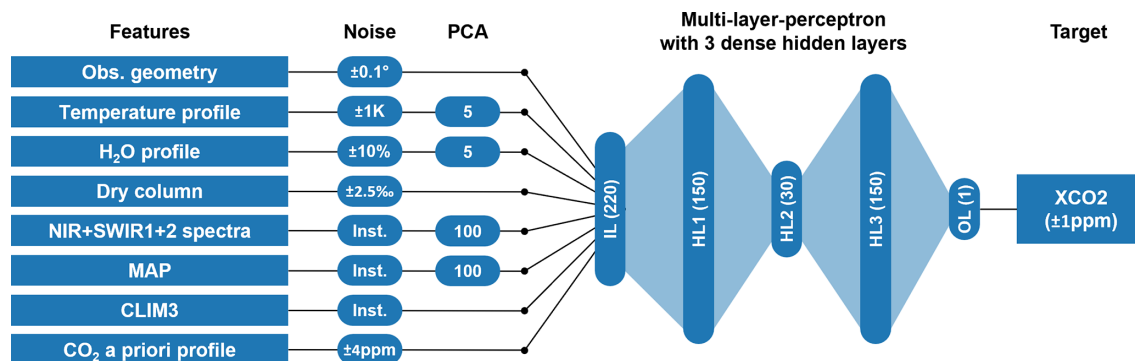 Features Noise PCA Multi-layer-perceptron with 3 dense hidden layers Target
Obs. geometry ±0.1°
Temperature profile ±1K 5
H₂O profile ±10% 5
Dry column ±2.5‰
NIR+SWIR1+2 spectra Inst. 100
MAP Inst. 100
CLIM3 Inst.
CO₂ a priori profile ±4ppm
IL (220)
HL1 (150)
HL2 (30)
HL3 (150)
OL (1)
XCO2
(±1ppm)